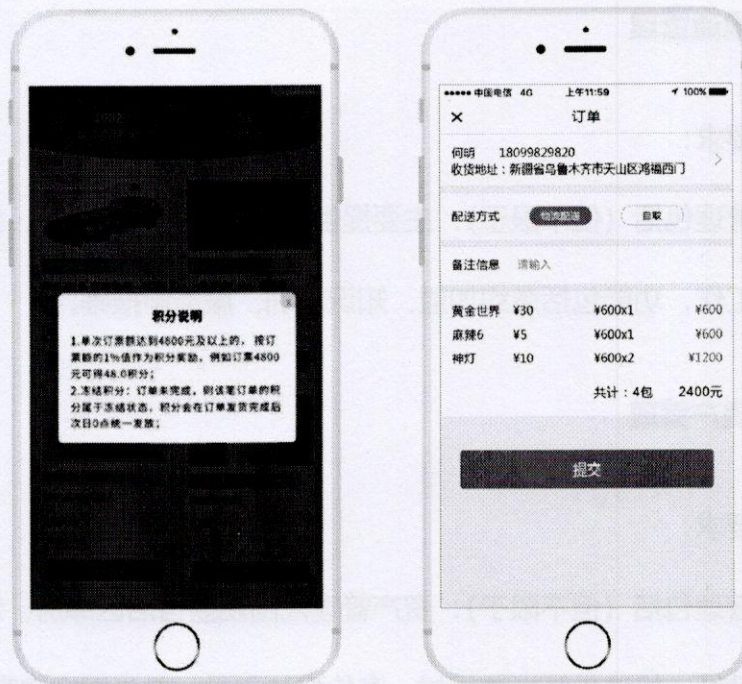 积分说明
1.单次订票额达到4800元及以上的，按订
票额的1%值作为积分奖励，例如订票4800
元可得48.0积分；
2.冻结积分：订单未完成，则该笔订单的积
分属于冻结状态，积分会在订单发货完成后
次日0点统一发放；
中国电信 4G 上午11:59 100%
× 订单
何明 18099829820
收货地址：新疆省乌鲁木齐市天山区鸿福西门
配送方式 物流配送 自取
备注信息 请输入
黄金世界 ¥30 ¥600x1 ¥600
麻辣6 ¥5 ¥600x1 ¥600
神灯 ¥10 ¥600x2 ¥1200
共计：4包 2400元
提交